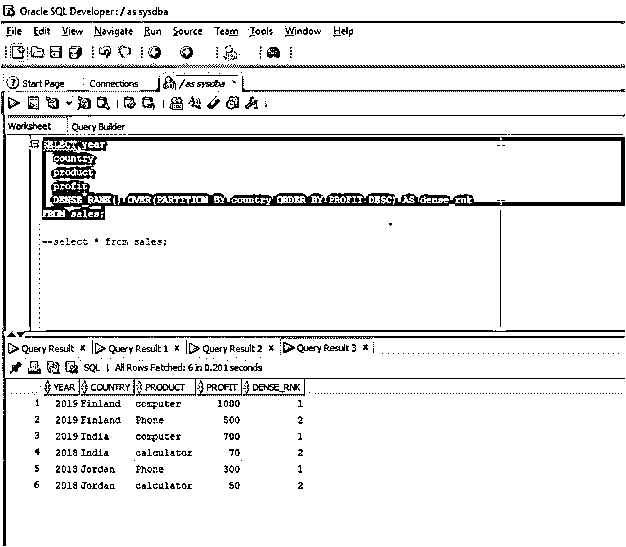 Oracle SQL Developer : / as sysdba
File Edit View Navigate Run Source Team Tools Window Help
Start Page Connections / as sysdba
Worksheet Query Builder
SELECT year
country
product
profit
DENSE_RANK() OVER(PARTITION BY country ORDER BY PROFIT DESC) AS dense_rnk
FROM sales;
--select * from sales;
Query Result × Query Result 1 × Query Result 2 × Query Result 3 ×
SQL | All Rows Fetched: 6 in 0.201 seconds
YEAR COUNTRY PRODUCT PROFIT DENSE_RNK
1 2019 Finland computer 1000 1
2 2019 Finland Phone 500 2
3 2019 India computer 700 1
4 2018 India calculator 70 2
5 2018 Jordan Phone 300 1
6 2018 Jordan calculator 50 2